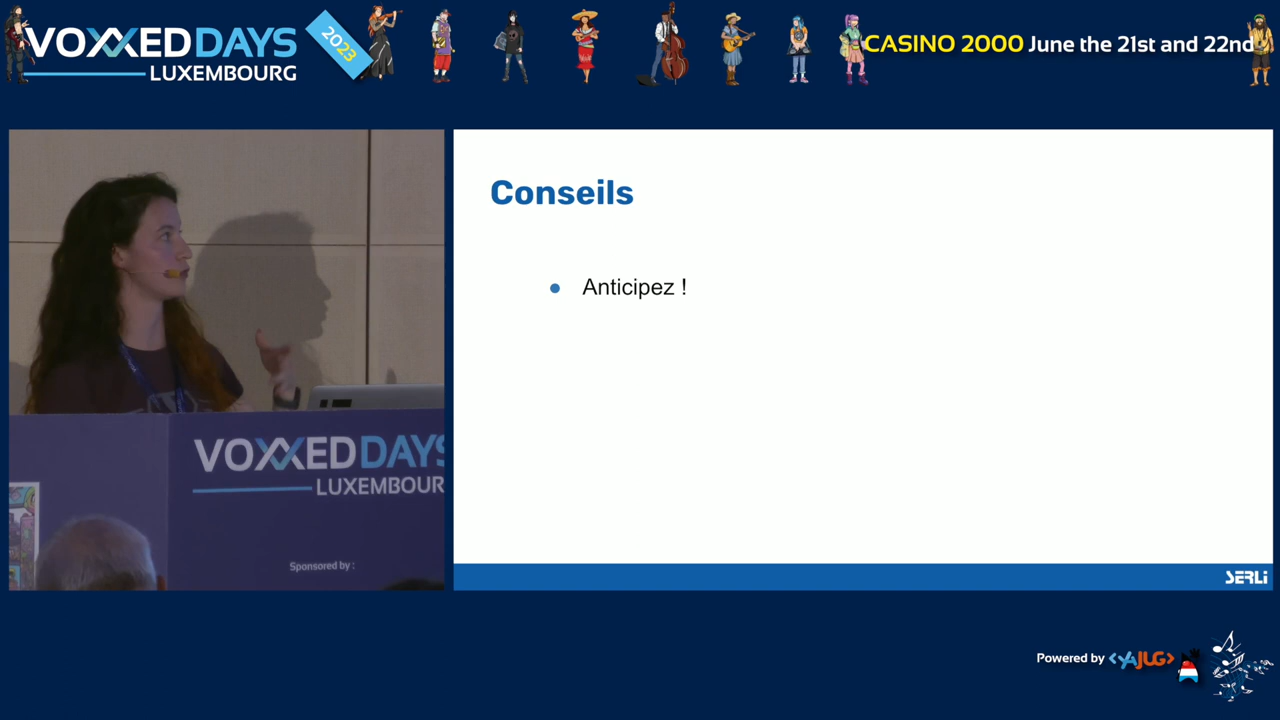 VOXXED DAYS
LUXEMBOURG
2023
CASINO 2000 June the 21st and 22nd
Conseils
● Anticipez !
VOXXED DAYS
LUXEMBOUR
Sponsored by :
SERLI
Powered by <YAJUG>